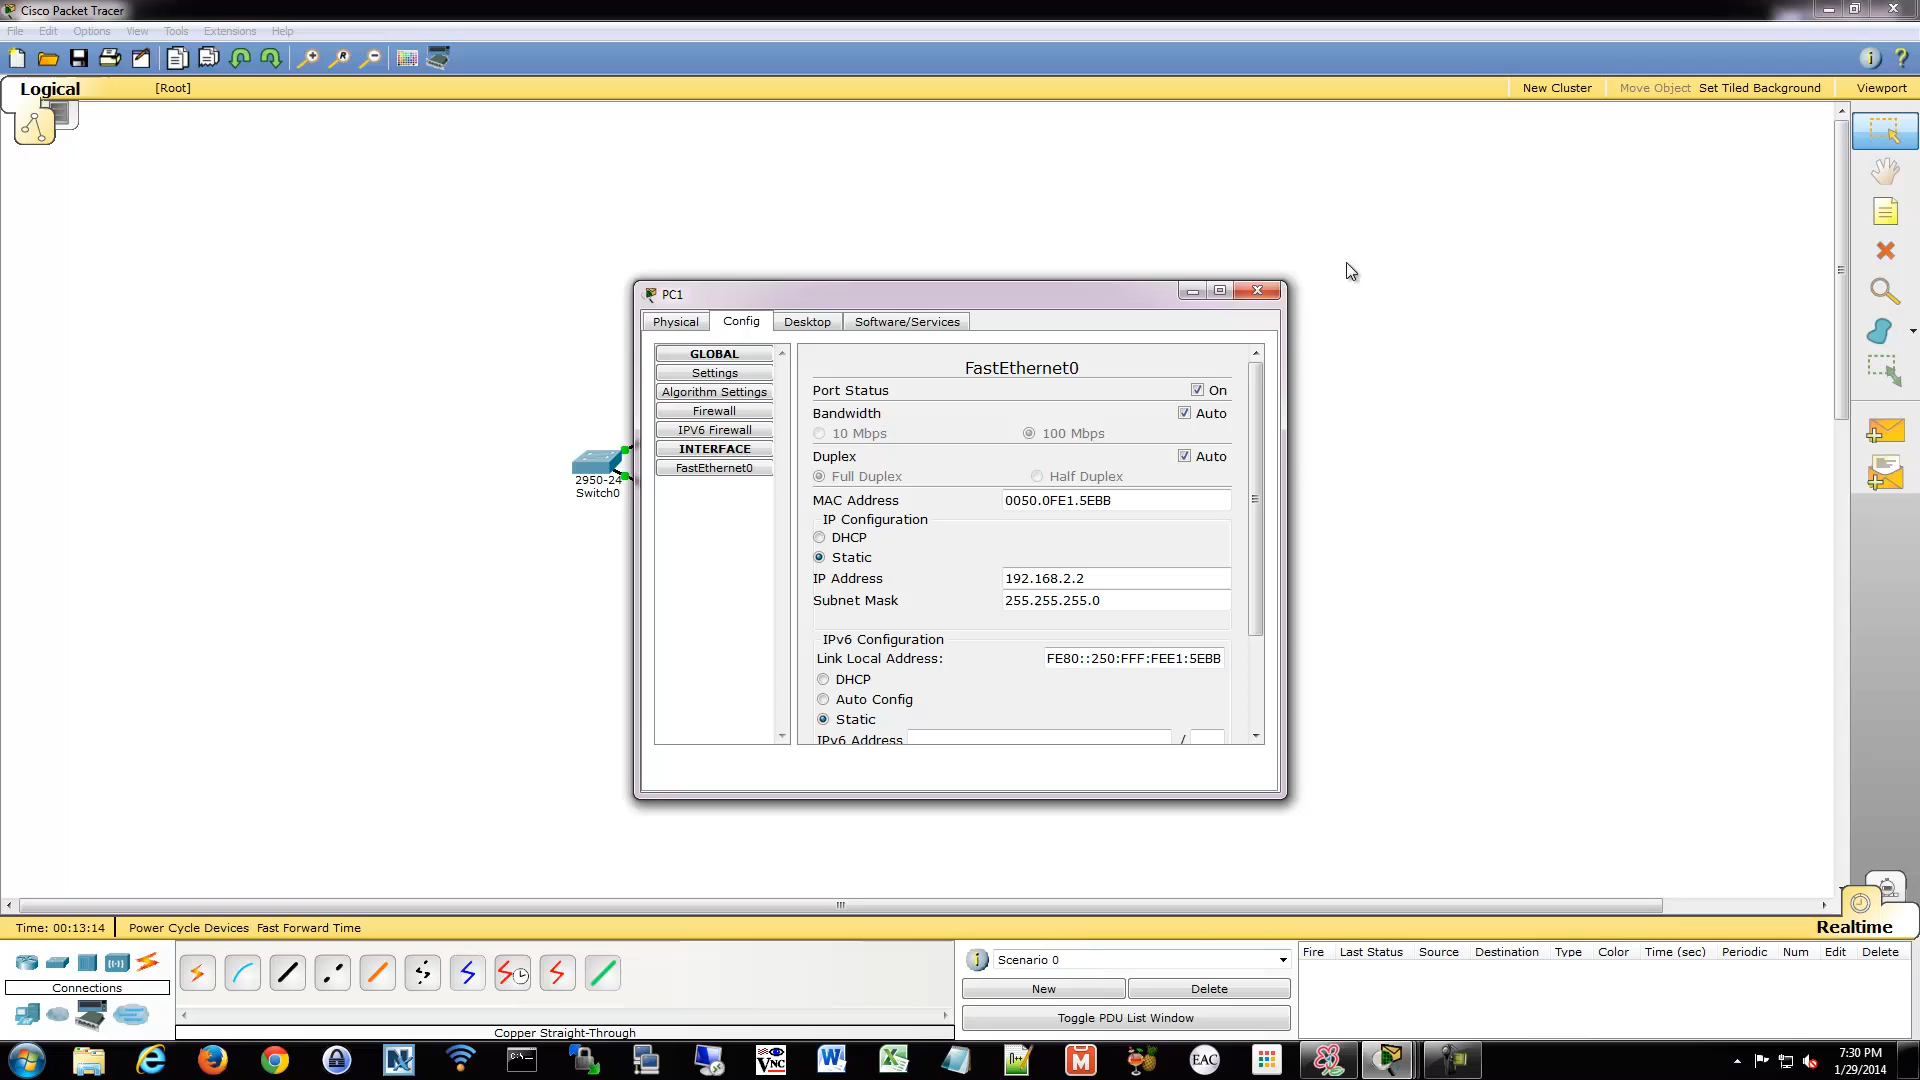 Cisco Packet Tracer
File Edit Options View Tools Extensions Help
Logical [Root] New Cluster Move Object Set Tiled Background Viewport
PC1
Physical Config Desktop Software/Services
GLOBAL
Settings
Algorithm Settings
Firewall
IPV6 Firewall
INTERFACE
FastEthernet0
FastEthernet0
Port Status On
Bandwidth Auto
10 Mbps 100 Mbps
Duplex Auto
Full Duplex Half Duplex
MAC Address 0050.0FE1.5EBB
IP Configuration
DHCP
Static
IP Address 192.168.2.2
Subnet Mask 255.255.255.0
IPv6 Configuration
Link Local Address: FE80::250:FFF:FEE1:5EBB
DHCP
Auto Config
Static
IPv6 Address /
2950-24
Switch0
Time: 00:13:14 Power Cycle Devices Fast Forward Time Realtime
Connections
Copper Straight-Through
Scenario 0
New Delete
Toggle PDU List Window
Fire Last Status Source Destination Type Color Time (sec) Periodic Num Edit Delete
VNC
EAC
7:30 PM
1/29/2014